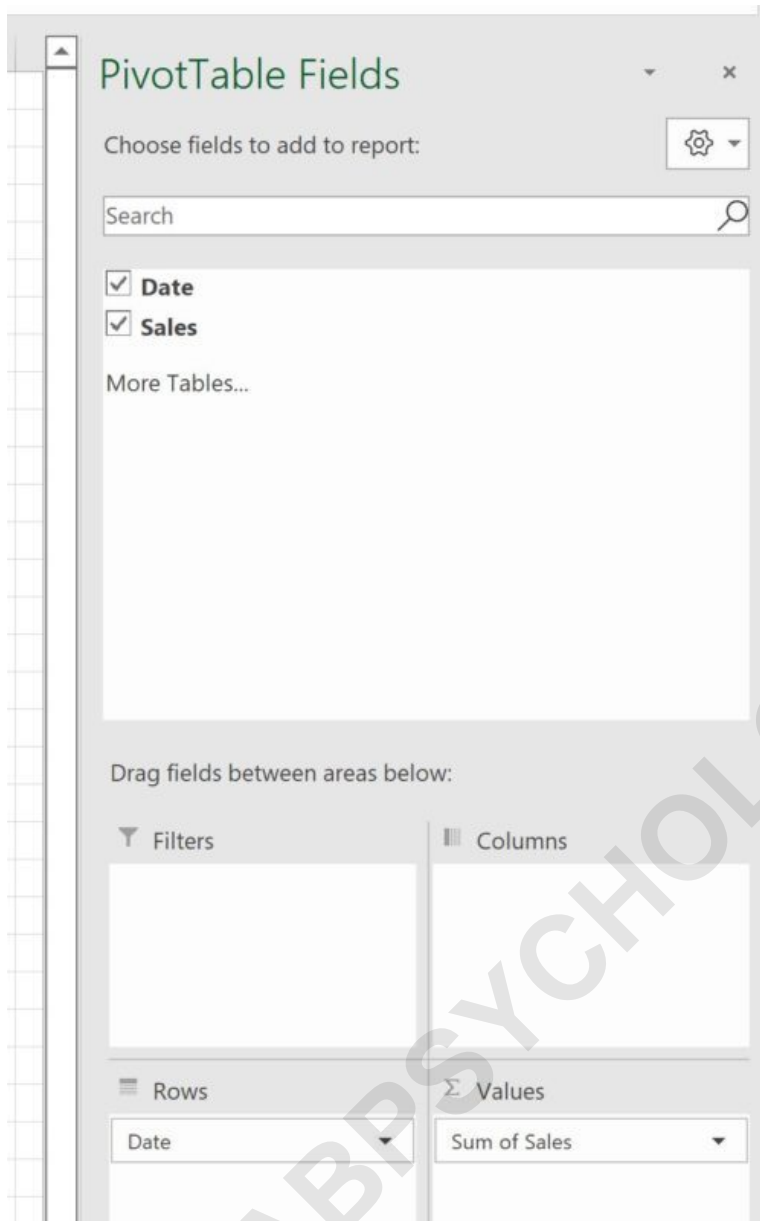 PivotTable Fields
Choose fields to add to report:
Search
Date
Sales
More Tables...
Drag fields between areas below:
Filters
Columns
Rows
Σ Values
Date
Sum of Sales